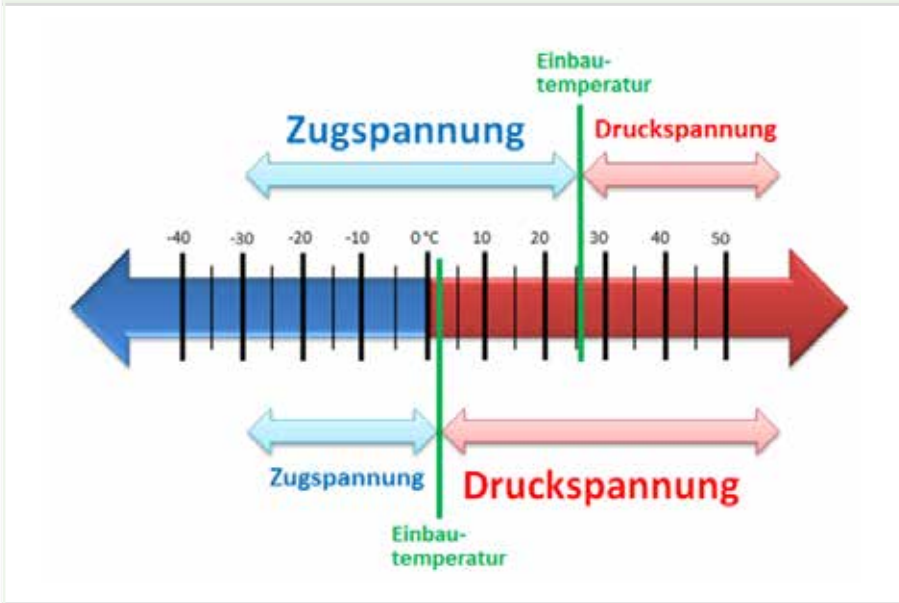 Einbau-
temperatur
Zugspannung
Druckspannung
-40 -30 -20 -10 0 °C 10 20 30 40 50
Zugspannung
Druckspannung
Einbau-
temperatur